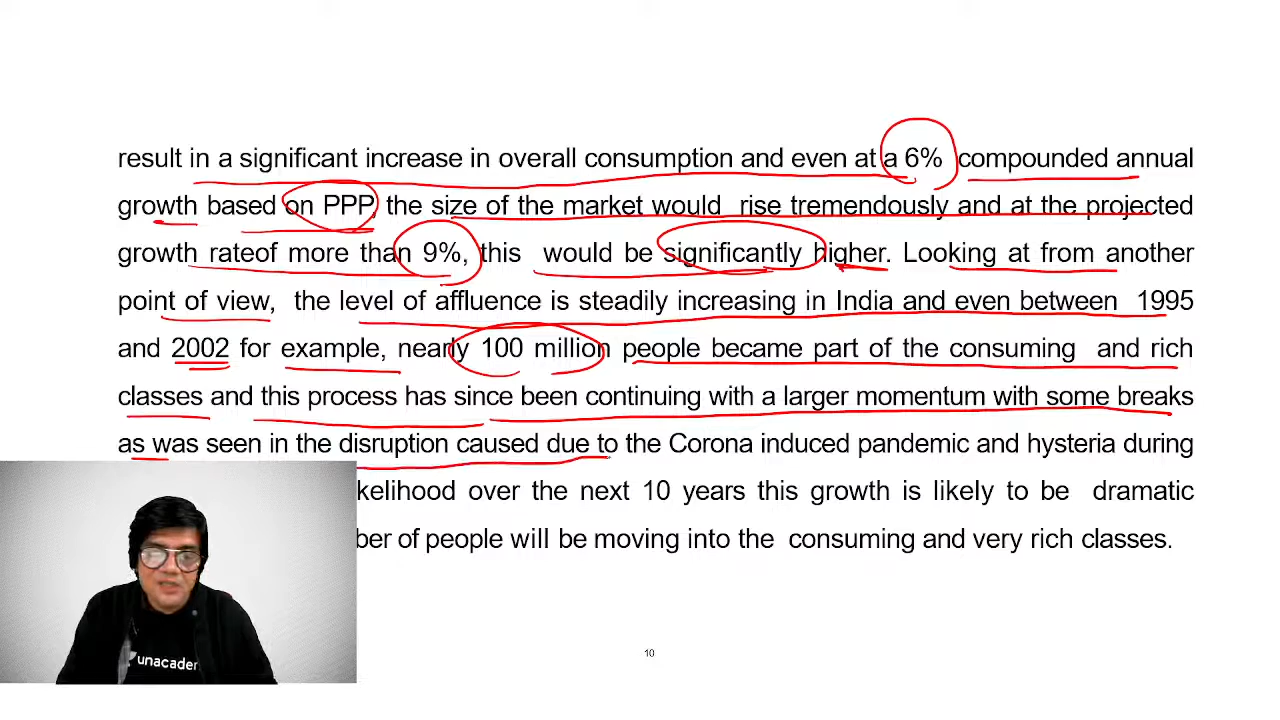 result in a significant increase in overall consumption and even at a 6% compounded annual
growth based on PPP, the size of the market would rise tremendously and at the projected
growth rateof more than 9%, this would be significantly higher. Looking at from another
point of view, the level of affluence is steadily increasing in India and even between 1995
and 2002 for example, nearly 100 million people became part of the consuming and rich
classes and this process has since been continuing with a larger momentum with some breaks
as was seen in the disruption caused due to the Corona induced pandemic and hysteria during
over the next 10 years this growth is likely to be dramatic
of people will be moving into the consuming and very rich classes.
10